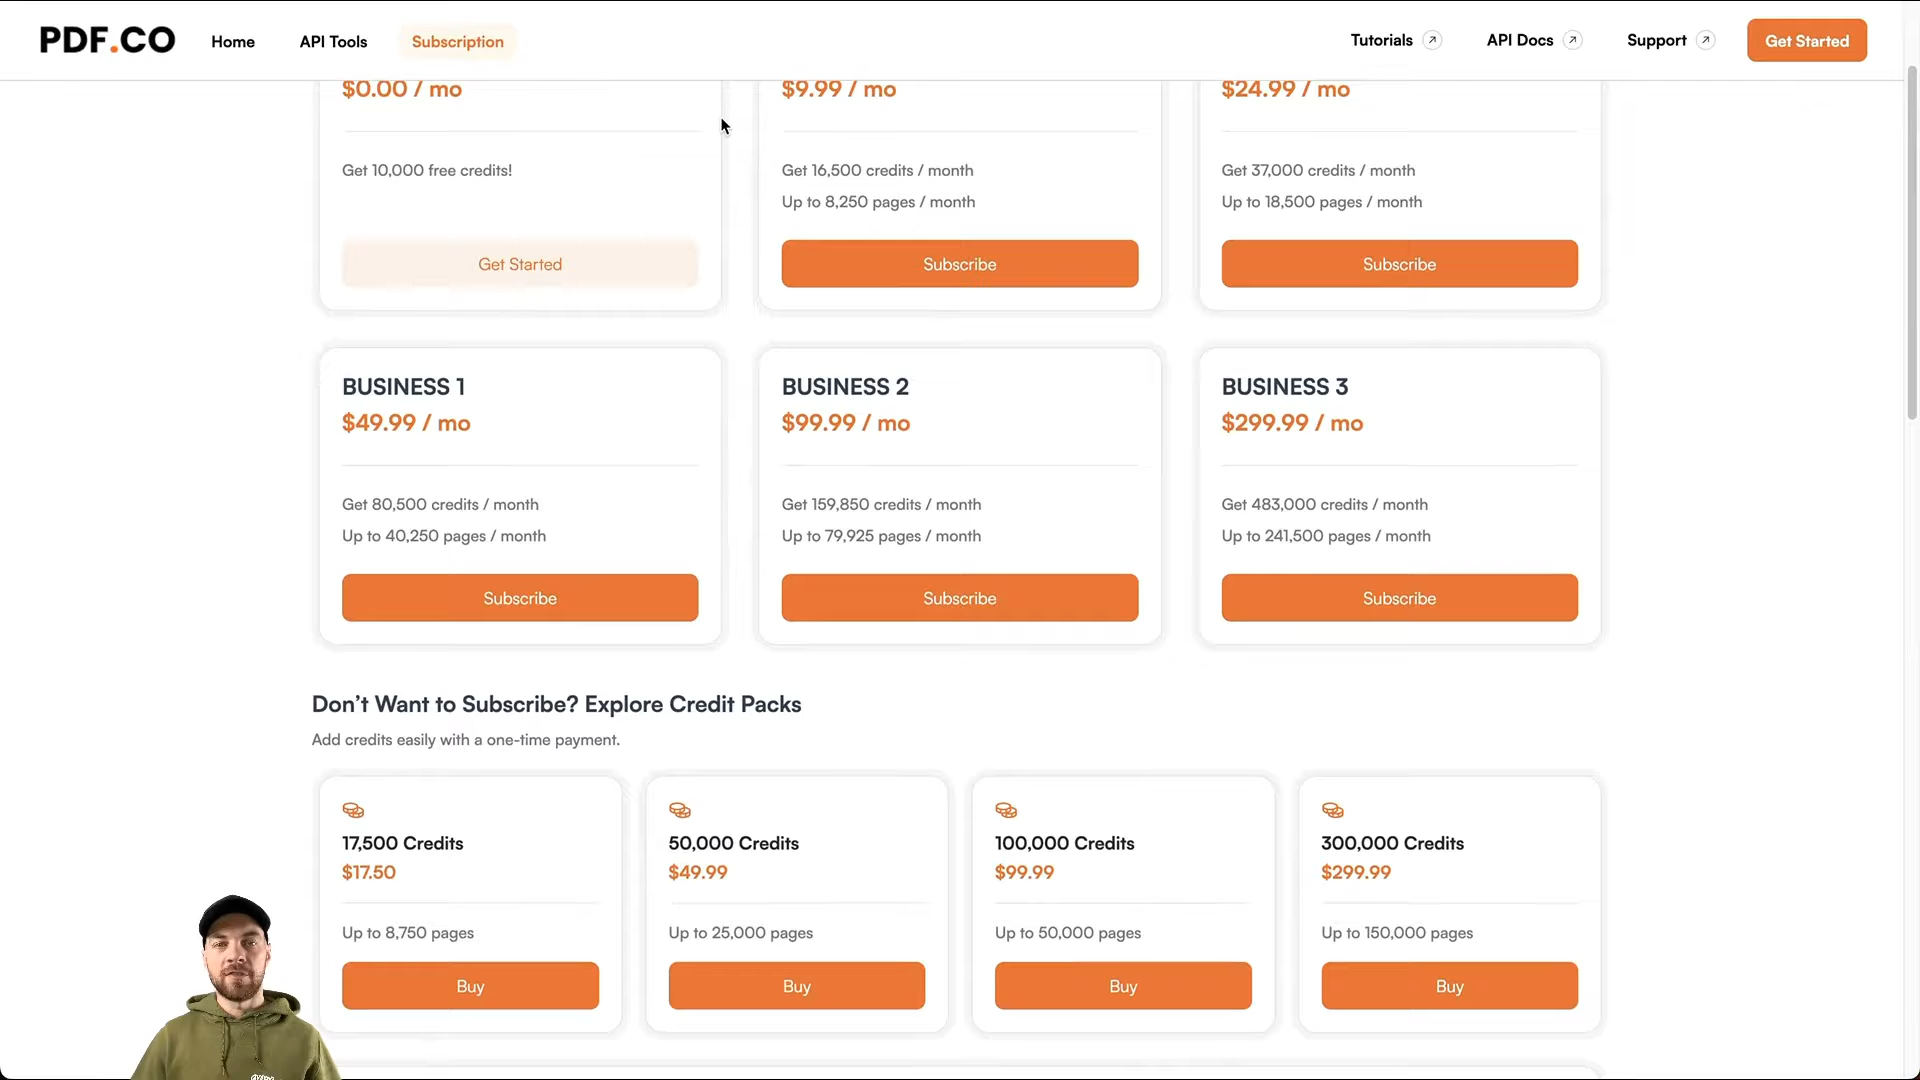 PDF.CO
Home
API Tools
Subscription
Tutorials
API Docs
Support
Get Started
$0.00 / mo
Get 10,000 free credits!
Get Started
$9.99 / mo
Get 16,500 credits / month
Up to 8,250 pages / month
Subscribe
$24.99 / mo
Get 37,000 credits / month
Up to 18,500 pages / month
Subscribe
BUSINESS 1
$49.99 / mo
Get 80,500 credits / month
Up to 40,250 pages / month
Subscribe
BUSINESS 2
$99.99 / mo
Get 159,850 credits / month
Up to 79,925 pages / month
Subscribe
BUSINESS 3
$299.99 / mo
Get 483,000 credits / month
Up to 241,500 pages / month
Subscribe
Don’t Want to Subscribe? Explore Credit Packs
Add credits easily with a one-time payment.
17,500 Credits
$17.50
Up to 8,750 pages
Buy
50,000 Credits
$49.99
Up to 25,000 pages
Buy
100,000 Credits
$99.99
Up to 50,000 pages
Buy
300,000 Credits
$299.99
Up to 150,000 pages
Buy